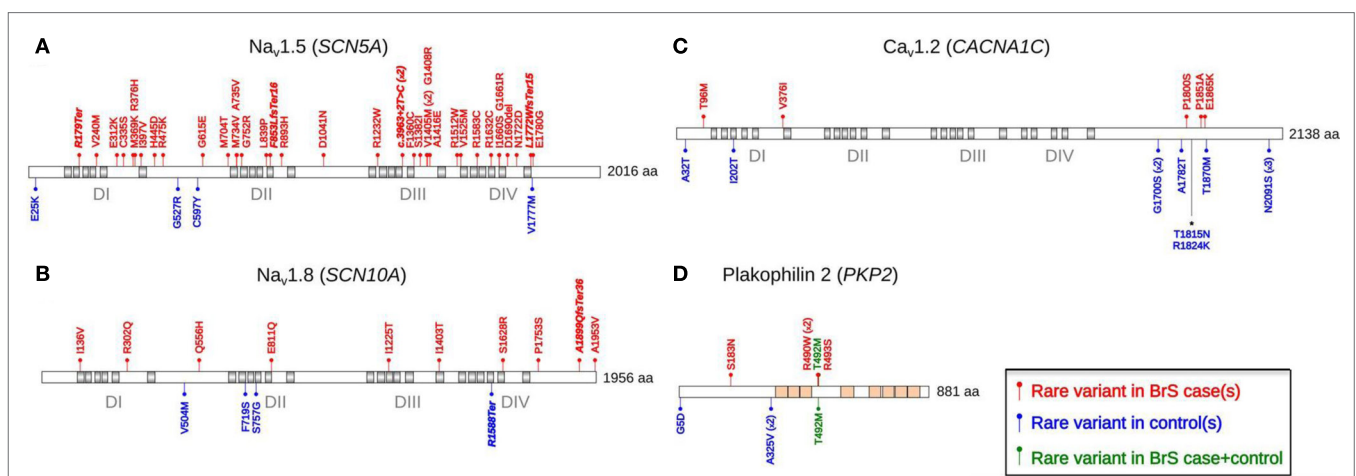 A
Nav1.5 (SCN5A)
R179Ter
V240M
E312K
C335S
M369K
R376H
I397V
H445D
R475K
G615E
M704T
M734V
A735V
G752R
L839P
F853LfsTer16
R893H
D1041N
R1232W
c.3963+2T>C (x2)
F1360C
S1382I
V1405M (x2)
G1408R
A1416E
R1512W
V1525M
R1583C
R1632C
I1660S
G1661R
D1690del
N1722D
L1772WfsTer15
E1780G
2016 aa
DI
DII
DIII
DIV
E25K
G527R
C597Y
V1777M
B
Nav1.8 (SCN10A)
I136V
R302Q
Q556H
E811Q
I1225T
I1403T
S1628R
P1753S
A1899QfsTer36
A1953V
1956 aa
DI
DII
DIII
DIV
V504M
F719S
S757G
R1588Ter
C
Cav1.2 (CACNA1C)
T96M
V376I
P1800S
P1851A
E1865K
2138 aa
DI
DII
DIII
DIV
A32T
I202T
G1700S (x2)
A1782T
*
T1815N
R1824K
T1870M
N2091S (x3)
D
Plakophilin 2 (PKP2)
S183N
R490W (x2)
T492M
R493S
881 aa
G5D
A325V (x2)
T492M
Rare variant in BrS case(s)
Rare variant in control(s)
Rare variant in BrS case+control